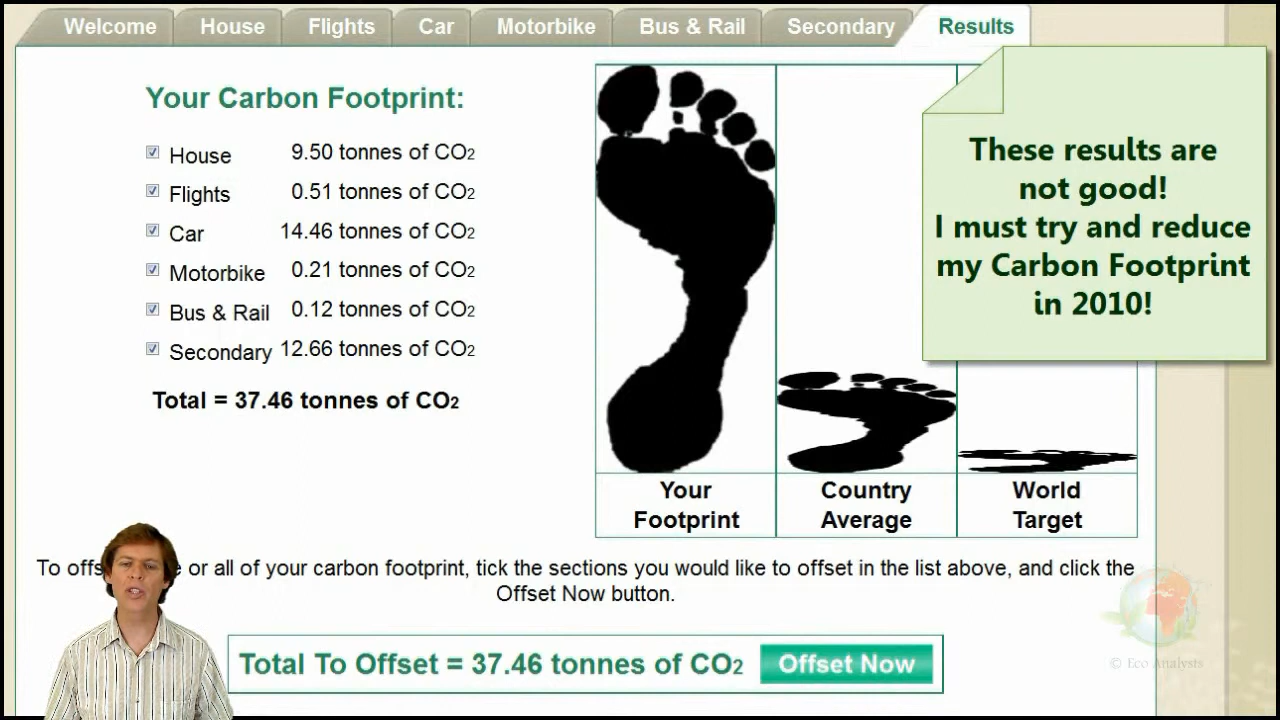 Welcome House Flights Car Motorbike Bus & Rail Secondary Results
Your Carbon Footprint:
House 9.50 tonnes of CO2
Flights 0.51 tonnes of CO2
Car 14.46 tonnes of CO2
Motorbike 0.21 tonnes of CO2
Bus & Rail 0.12 tonnes of CO2
Secondary 12.66 tonnes of CO2
Total = 37.46 tonnes of CO2
These results are
not good!
I must try and reduce
my Carbon Footprint
in 2010!
Your
Footprint
Country
Average
World
Target
To offs e or all of your carbon footprint, tick the sections you would like to offset in the list above, and click the
Offset Now button.
Total To Offset = 37.46 tonnes of CO2 Offset Now
© Eco Analysts